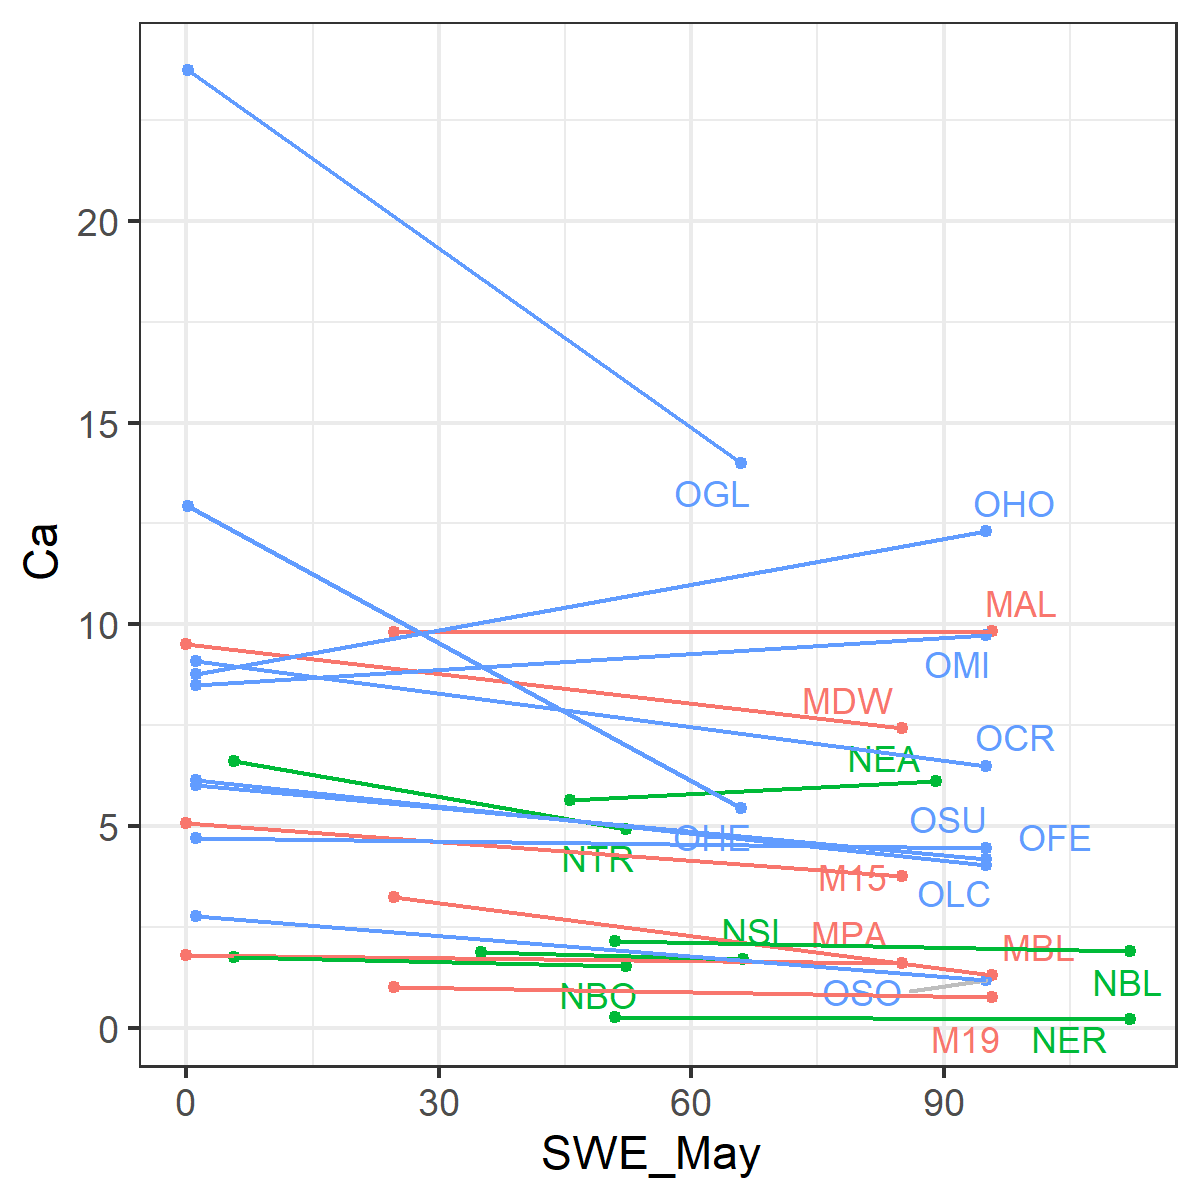 20
15
10
5
0
Ca
OGL
OHO
MAL
OMI
MDW
OCR
NEA
OSU
OFE
OHE
NTR
M15
OLC
NSI
MPA
MBL
NBL
OSO
NBO
M19
NER
0 30 60 90
SWE_May